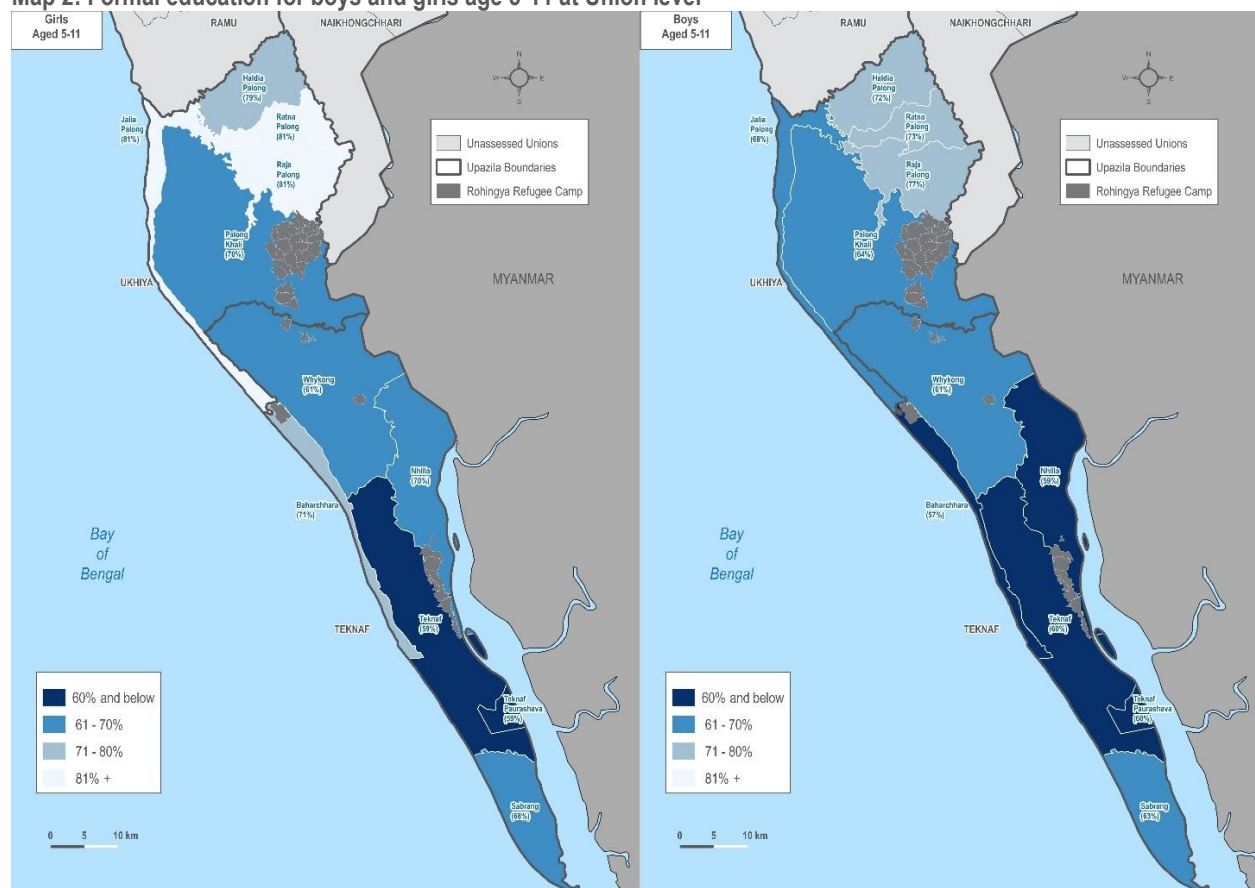 Map 2: Formal education for boys and girls age 6-14 at Union level
Girls
Aged 5-11
RAMU
NAIKHONGCHHARI
N
W
E
S
Haldia
Palong
(79%)
Jalia
Palong
(81%)
Ratna
Palong
(81%)
Raja
Palong
(81%)
Unassessed Unions
Upazila Boundaries
Rohingya Refugee Camp
Palong
Khali
(70%)
UKHIYA
MYANMAR
Whykong
(61%)
Nhilla
(70%)
Baharchhara
(71%)
Bay
of
Bengal
Teknaf
(59%)
TEKNAF
Teknaf
Paurashava
(59%)
60% and below
61 - 70%
71 - 80%
81% +
Sabrang
(68%)
0 5 10 km
Boys
Aged 5-11
RAMU
NAIKHONGCHHARI
N
W
E
S
Haldia
Palong
(72%)
Jalia
Palong
(68%)
Ratna
Palong
(73%)
Raja
Palong
(77%)
Unassessed Unions
Upazila Boundaries
Rohingya Refugee Camp
Palong
Khali
(64%)
UKHIYA
MYANMAR
Whykong
(61%)
Nhilla
(59%)
Baharchhara
(57%)
Bay
of
Bengal
Teknaf
(60%)
TEKNAF
Teknaf
Paurashava
(60%)
60% and below
61 - 70%
71 - 80%
81% +
Sabrang
(63%)
0 5 10 km